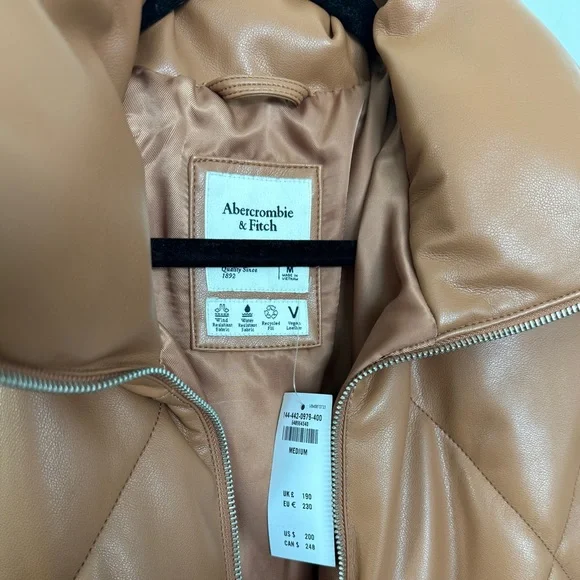 Abercrombie
& Fitch
Quality Since
1892
M
MADE IN
VIETNAM
Wind
Resistant
Fabric
Water
Resistant
Fabric
Recycled
Fill
Vegan
Leather
144-442-0979-400
MEDIUM
UK £ 190
EU € 230
US $ 200
CAN $ 248